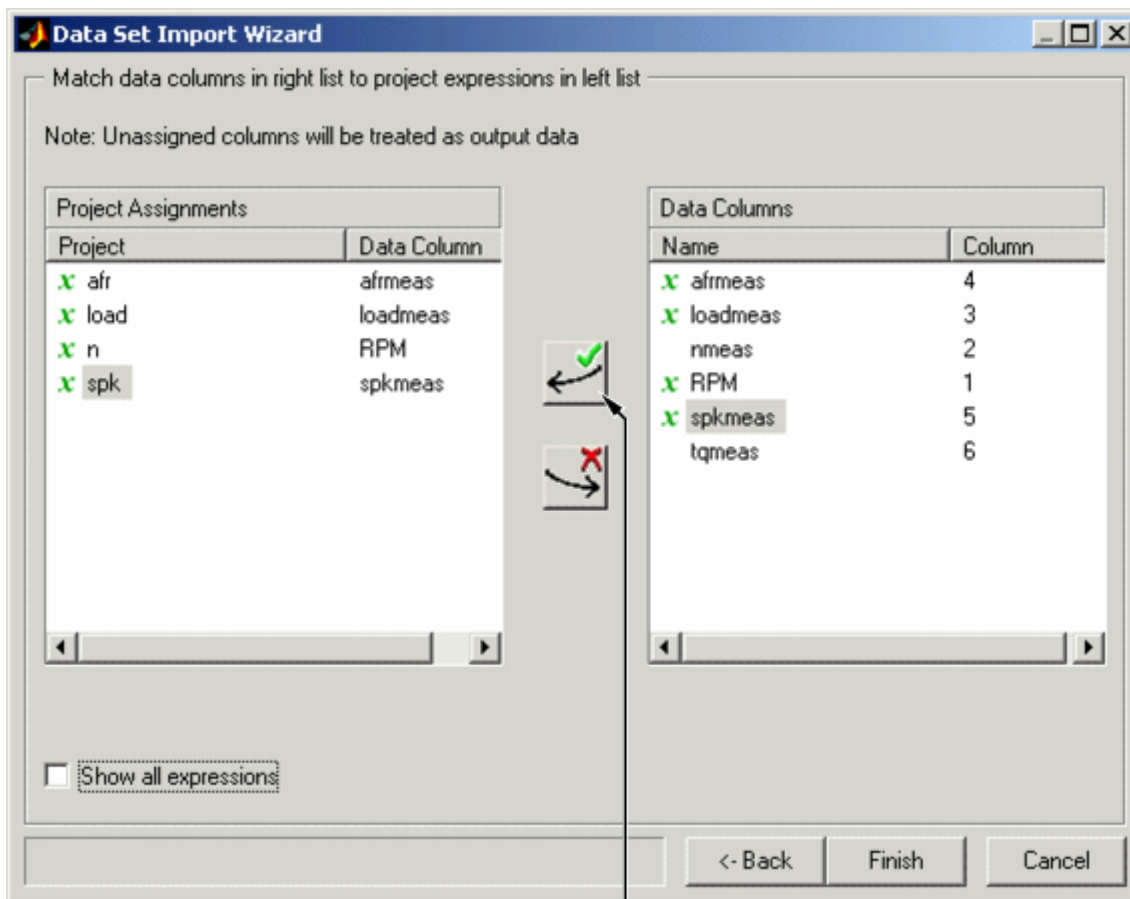 Data Set Import Wizard
Match data columns in right list to project expressions in left list
Note: Unassigned columns will be treated as output data
Project Assignments
Project Data Column
x afr afrmeas
x load loadmeas
x n RPM
x spk spkmeas
Data Columns
Name Column
x afrmeas 4
x loadmeas 3
nmeas 2
x RPM 1
x spkmeas 5
tqmeas 6
Show all expressions
<- Back Finish Cancel